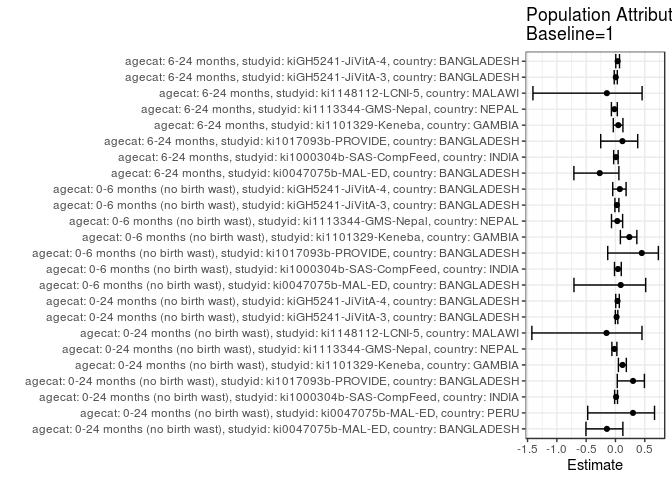 Population Attribut
Baseline=1
agecat: 6-24 months, studyid: kiGH5241-JiVitA-4, country: BANGLADESH
agecat: 6-24 months, studyid: kiGH5241-JiVitA-3, country: BANGLADESH
agecat: 6-24 months, studyid: ki1148112-LCNI-5, country: MALAWI
agecat: 6-24 months, studyid: ki1113344-GMS-Nepal, country: NEPAL
agecat: 6-24 months, studyid: ki1101329-Keneba, country: GAMBIA
agecat: 6-24 months, studyid: ki1017093b-PROVIDE, country: BANGLADESH
agecat: 6-24 months, studyid: ki1000304b-SAS-CompFeed, country: INDIA
agecat: 6-24 months, studyid: ki0047075b-MAL-ED, country: BANGLADESH
agecat: 0-6 months (no birth wast), studyid: kiGH5241-JiVitA-4, country: BANGLADESH
agecat: 0-6 months (no birth wast), studyid: kiGH5241-JiVitA-3, country: BANGLADESH
agecat: 0-6 months (no birth wast), studyid: ki1113344-GMS-Nepal, country: NEPAL
agecat: 0-6 months (no birth wast), studyid: ki1101329-Keneba, country: GAMBIA
agecat: 0-6 months (no birth wast), studyid: ki1017093b-PROVIDE, country: BANGLADESH
agecat: 0-6 months (no birth wast), studyid: ki1000304b-SAS-CompFeed, country: INDIA
agecat: 0-6 months (no birth wast), studyid: ki0047075b-MAL-ED, country: BANGLADESH
agecat: 0-24 months (no birth wast), studyid: kiGH5241-JiVitA-4, country: BANGLADESH
agecat: 0-24 months (no birth wast), studyid: kiGH5241-JiVitA-3, country: BANGLADESH
agecat: 0-24 months (no birth wast), studyid: ki1148112-LCNI-5, country: MALAWI
agecat: 0-24 months (no birth wast), studyid: ki1113344-GMS-Nepal, country: NEPAL
agecat: 0-24 months (no birth wast), studyid: ki1101329-Keneba, country: GAMBIA
agecat: 0-24 months (no birth wast), studyid: ki1017093b-PROVIDE, country: BANGLADESH
agecat: 0-24 months (no birth wast), studyid: ki1000304b-SAS-CompFeed, country: INDIA
agecat: 0-24 months (no birth wast), studyid: ki0047075b-MAL-ED, country: PERU
agecat: 0-24 months (no birth wast), studyid: ki0047075b-MAL-ED, country: BANGLADESH
-1.5 -1.0 -0.5 0.0 0.5
Estimate